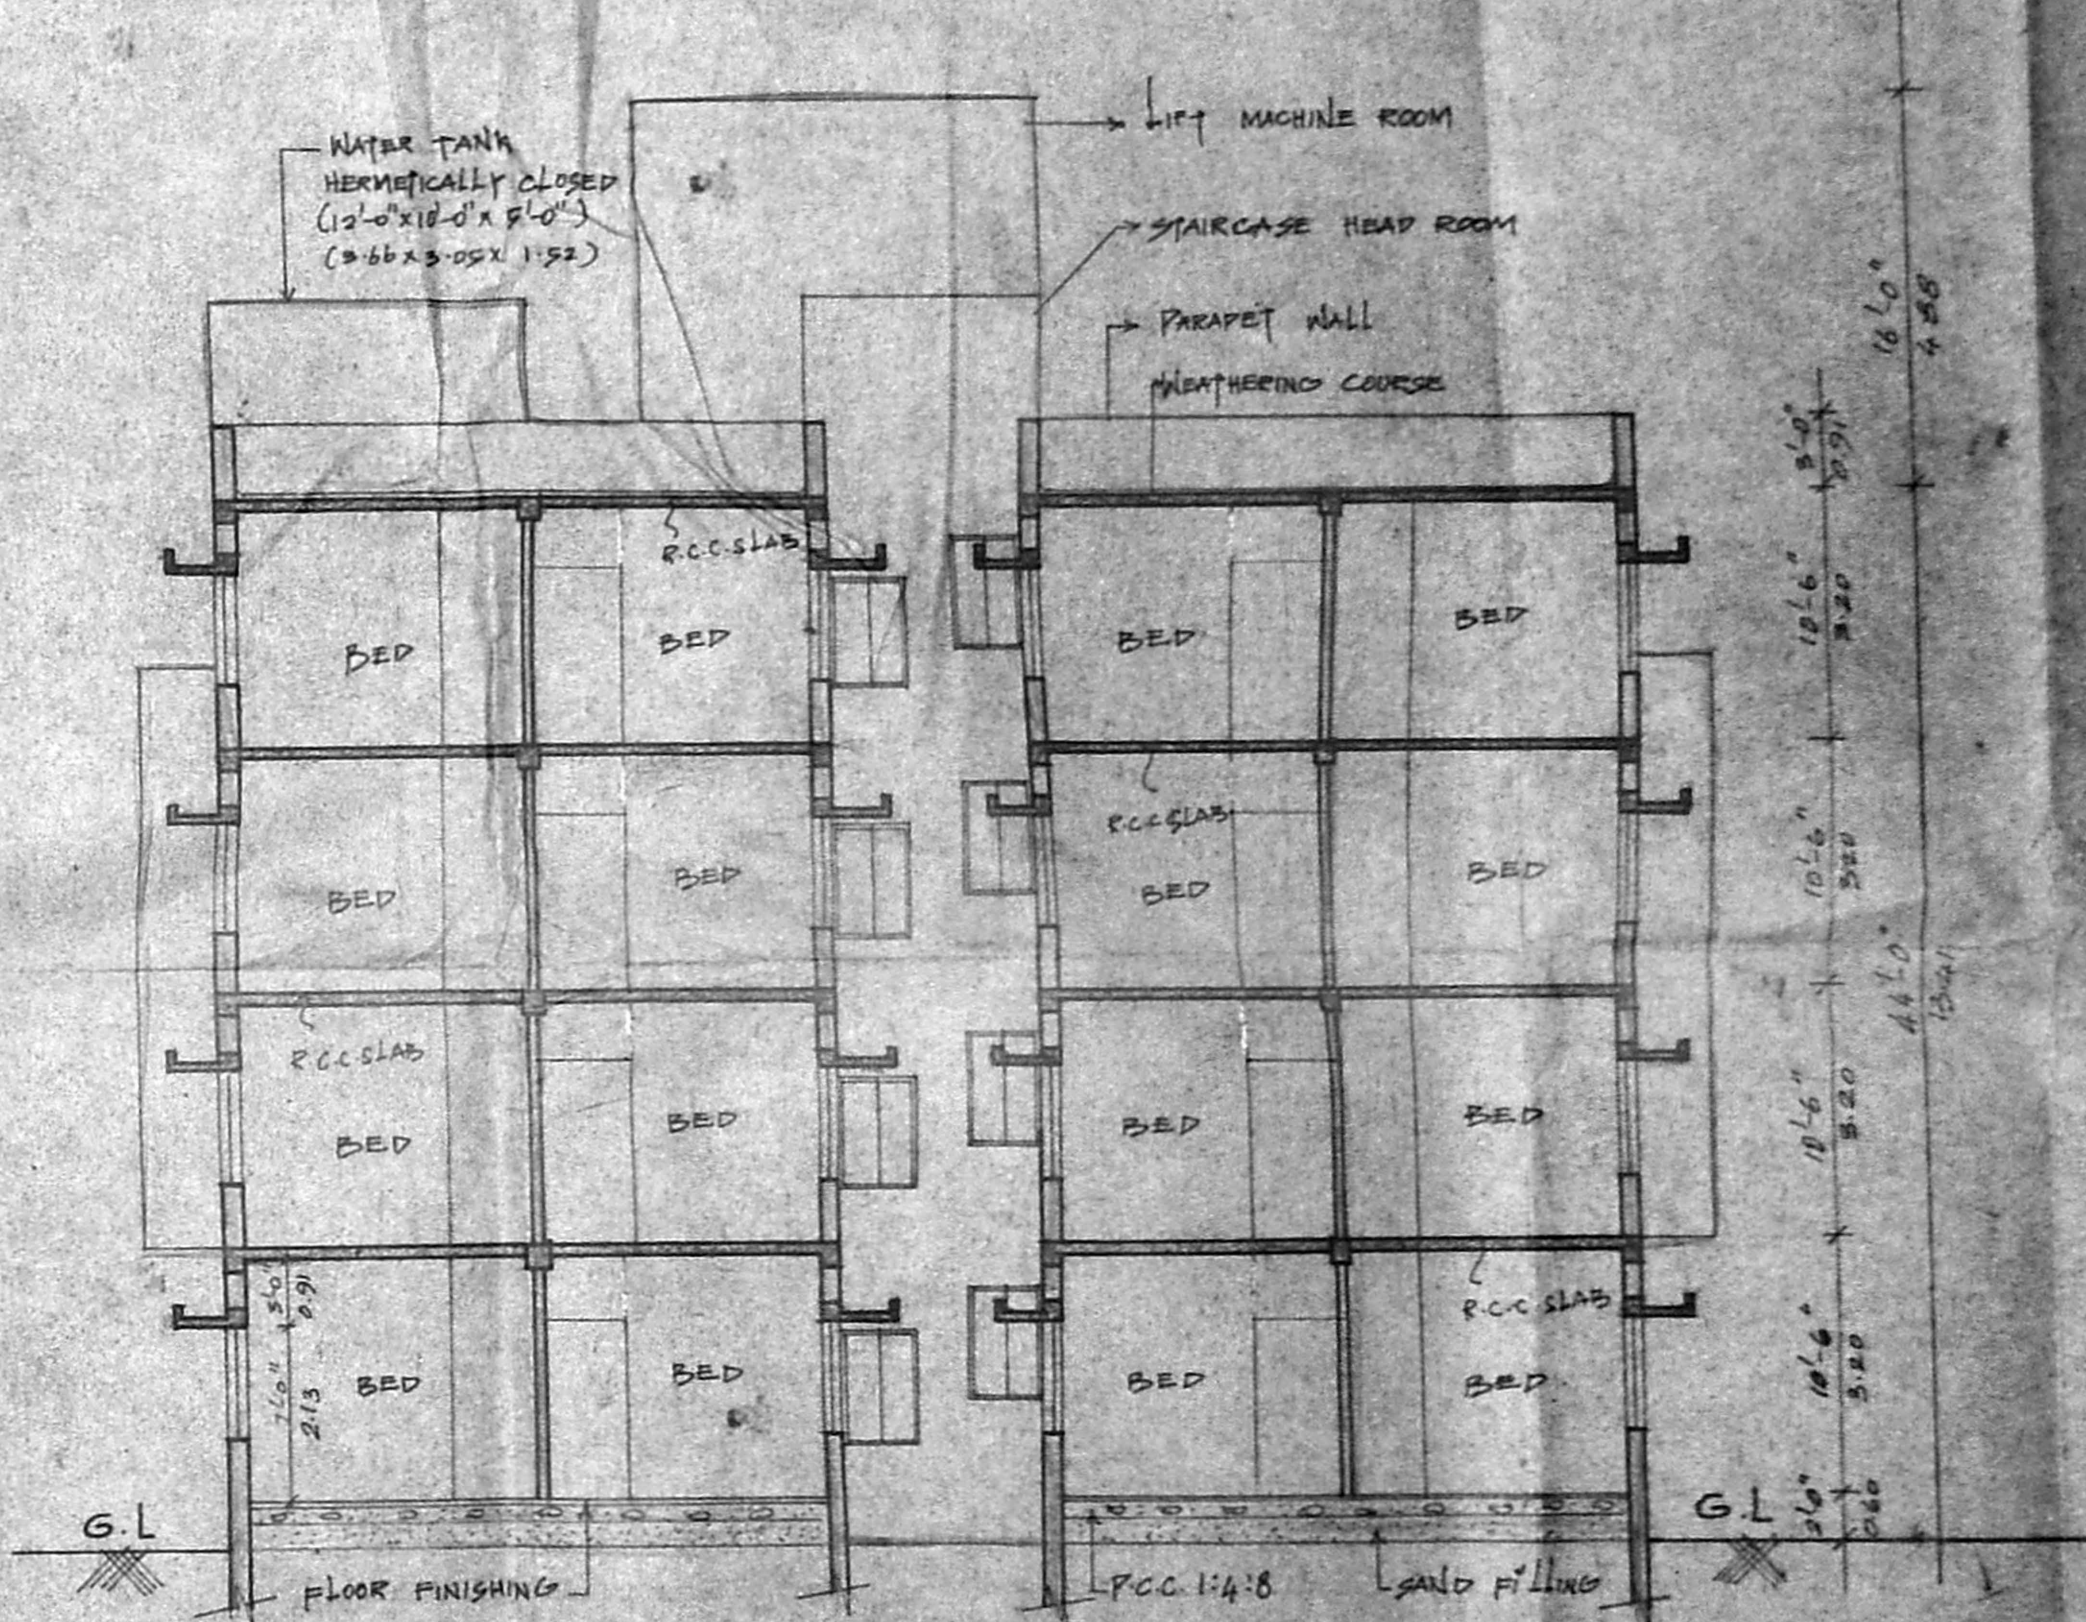 LIFT MACHINE ROOM
WATER TANK
HERMETICALLY CLOSED
(12'-0"x10'-0"x 5'-0")
(3.66 x 3.05 x 1.52)
STAIRCASE HEAD ROOM
PARAPET WALL
WEATHERING COURSE
16'-0"
4.88
3'-0"
0.91
R.C.C. SLAB
BED
BED
BED
BED
10'-6"
3.20
R.C.C SLAB
BED
BED
BED
BED
10'-6"
3.20
44'-0"
13.41
R.C.C. SLAB
BED
BED
BED
BED
10'-6"
3.20
3'-0"
0.91
R.C.C. SLAB
7'-0"
2.13
BED
BED
BED
BED
10'-6"
3.20
G.L
G.L
0.60
FLOOR FINISHING
P.C.C. 1:4:8
SAND FILLING